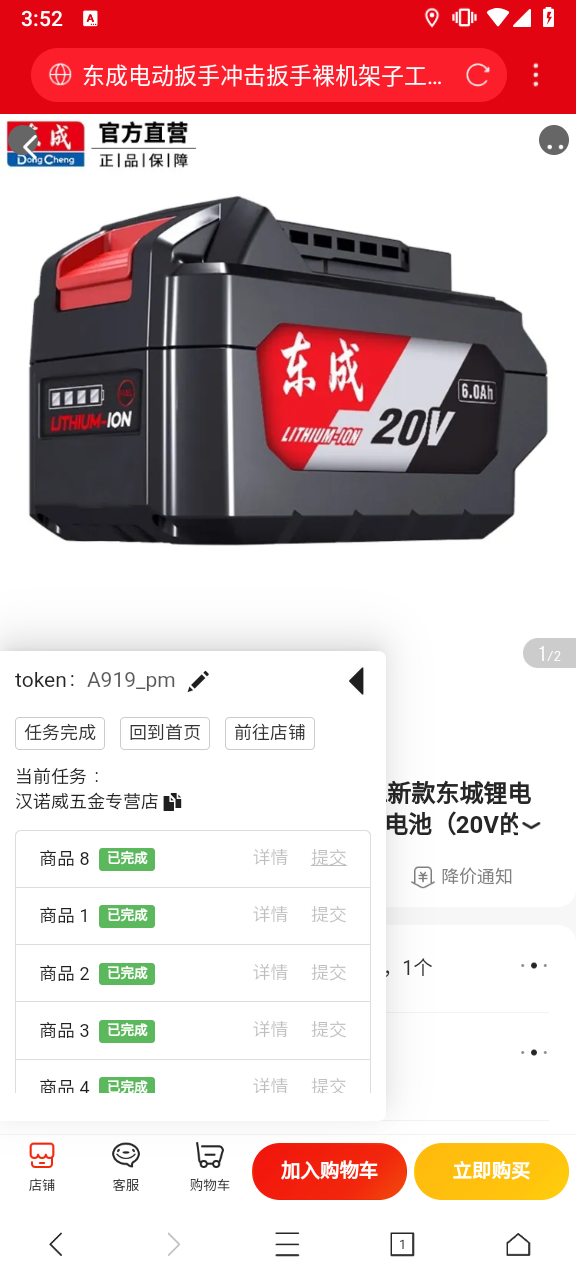 3:52
A
东成电动扳手冲击扳手裸机架子工...
东成
DongCheng
官方直营
正|品|保|障
东成
6.0Ah
LITHIUM-ION
LITHIUM-ION 20V
1/2
token: A919_pm
任务完成 回到首页 前往店铺
当前任务：
汉诺威五金专营店
新款东城锂电
电池（20V的
降价通知
商品 8 已完成 详情 提交
商品 1 已完成 详情 提交
商品 2 已完成 详情 提交
，1个
商品 3 已完成 详情 提交
商品 4 已完成 详情 提交
店铺 客服 购物车 加入购物车 立即购买
1